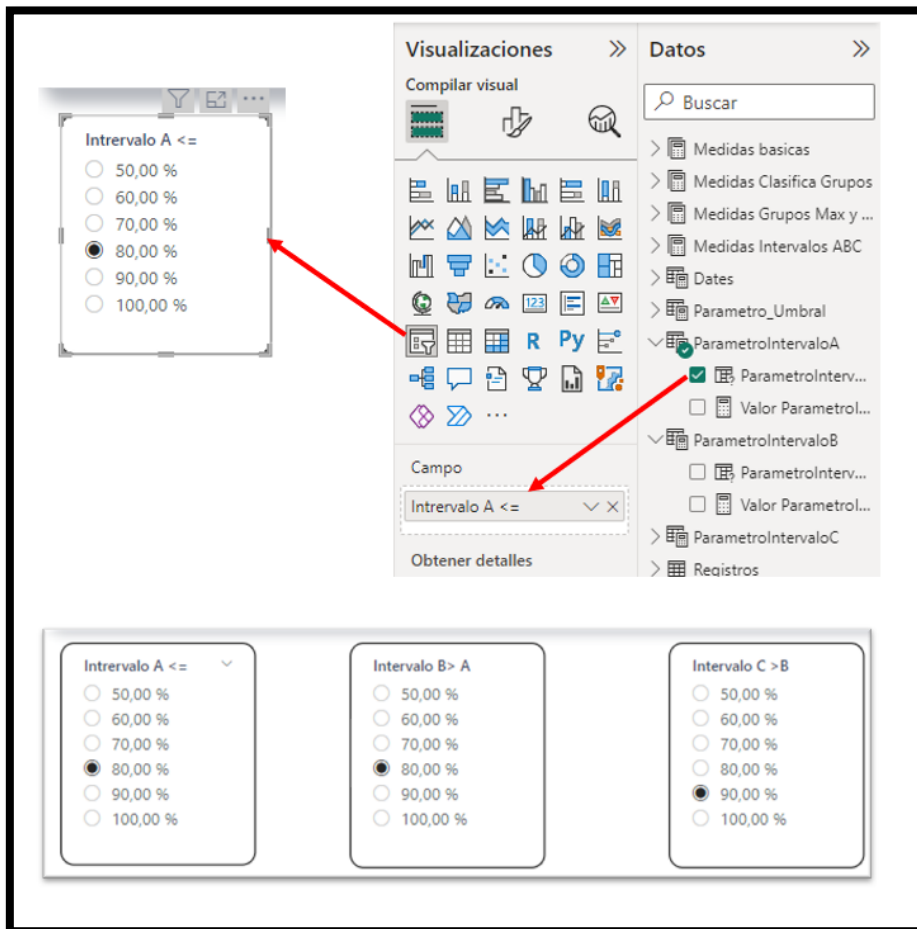 Visualizaciones
Compilar visual
Datos
Buscar
Intrervalo A <=
50,00 %
60,00 %
70,00 %
80,00 %
90,00 %
100,00 %
123
R
Py
Campo
Intrervalo A <=
Obtener detalles
Medidas basicas
Medidas Clasifica Grupos
Medidas Grupos Max y ...
Medidas Intervalos ABC
Dates
Parametro_Umbral
ParametroIntervaloA
ParametroInterv...
Valor ParametroI...
ParametroIntervaloB
ParametroInterv...
Valor ParametroI...
ParametroIntervaloC
Registros
Intrervalo A <=
50,00 %
60,00 %
70,00 %
80,00 %
90,00 %
100,00 %
Intervalo B> A
50,00 %
60,00 %
70,00 %
80,00 %
90,00 %
100,00 %
Intervalo C >B
50,00 %
60,00 %
70,00 %
80,00 %
90,00 %
100,00 %